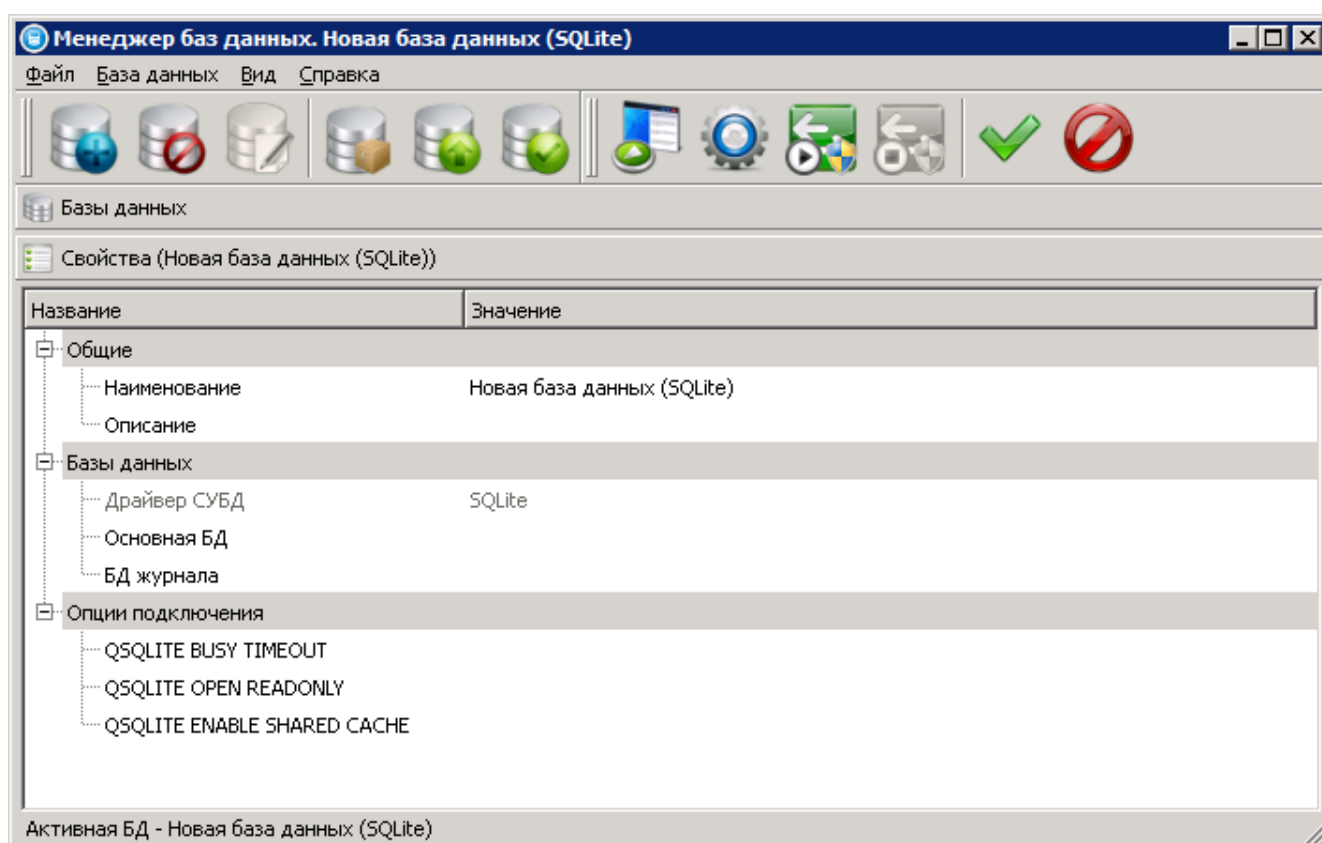 Менеджер баз данных. Новая база данных (SQLite)
Файл База данных Вид Справка
Базы данных
Свойства (Новая база данных (SQLite))
Название Значение
Общие
Наименование Новая база данных (SQLite)
Описание
Базы данных
Драйвер СУБД SQLite
Основная БД
БД журнала
Опции подключения
QSQLITE BUSY TIMEOUT
QSQLITE OPEN READONLY
QSQLITE ENABLE SHARED CACHE
Активная БД - Новая база данных (SQLite)